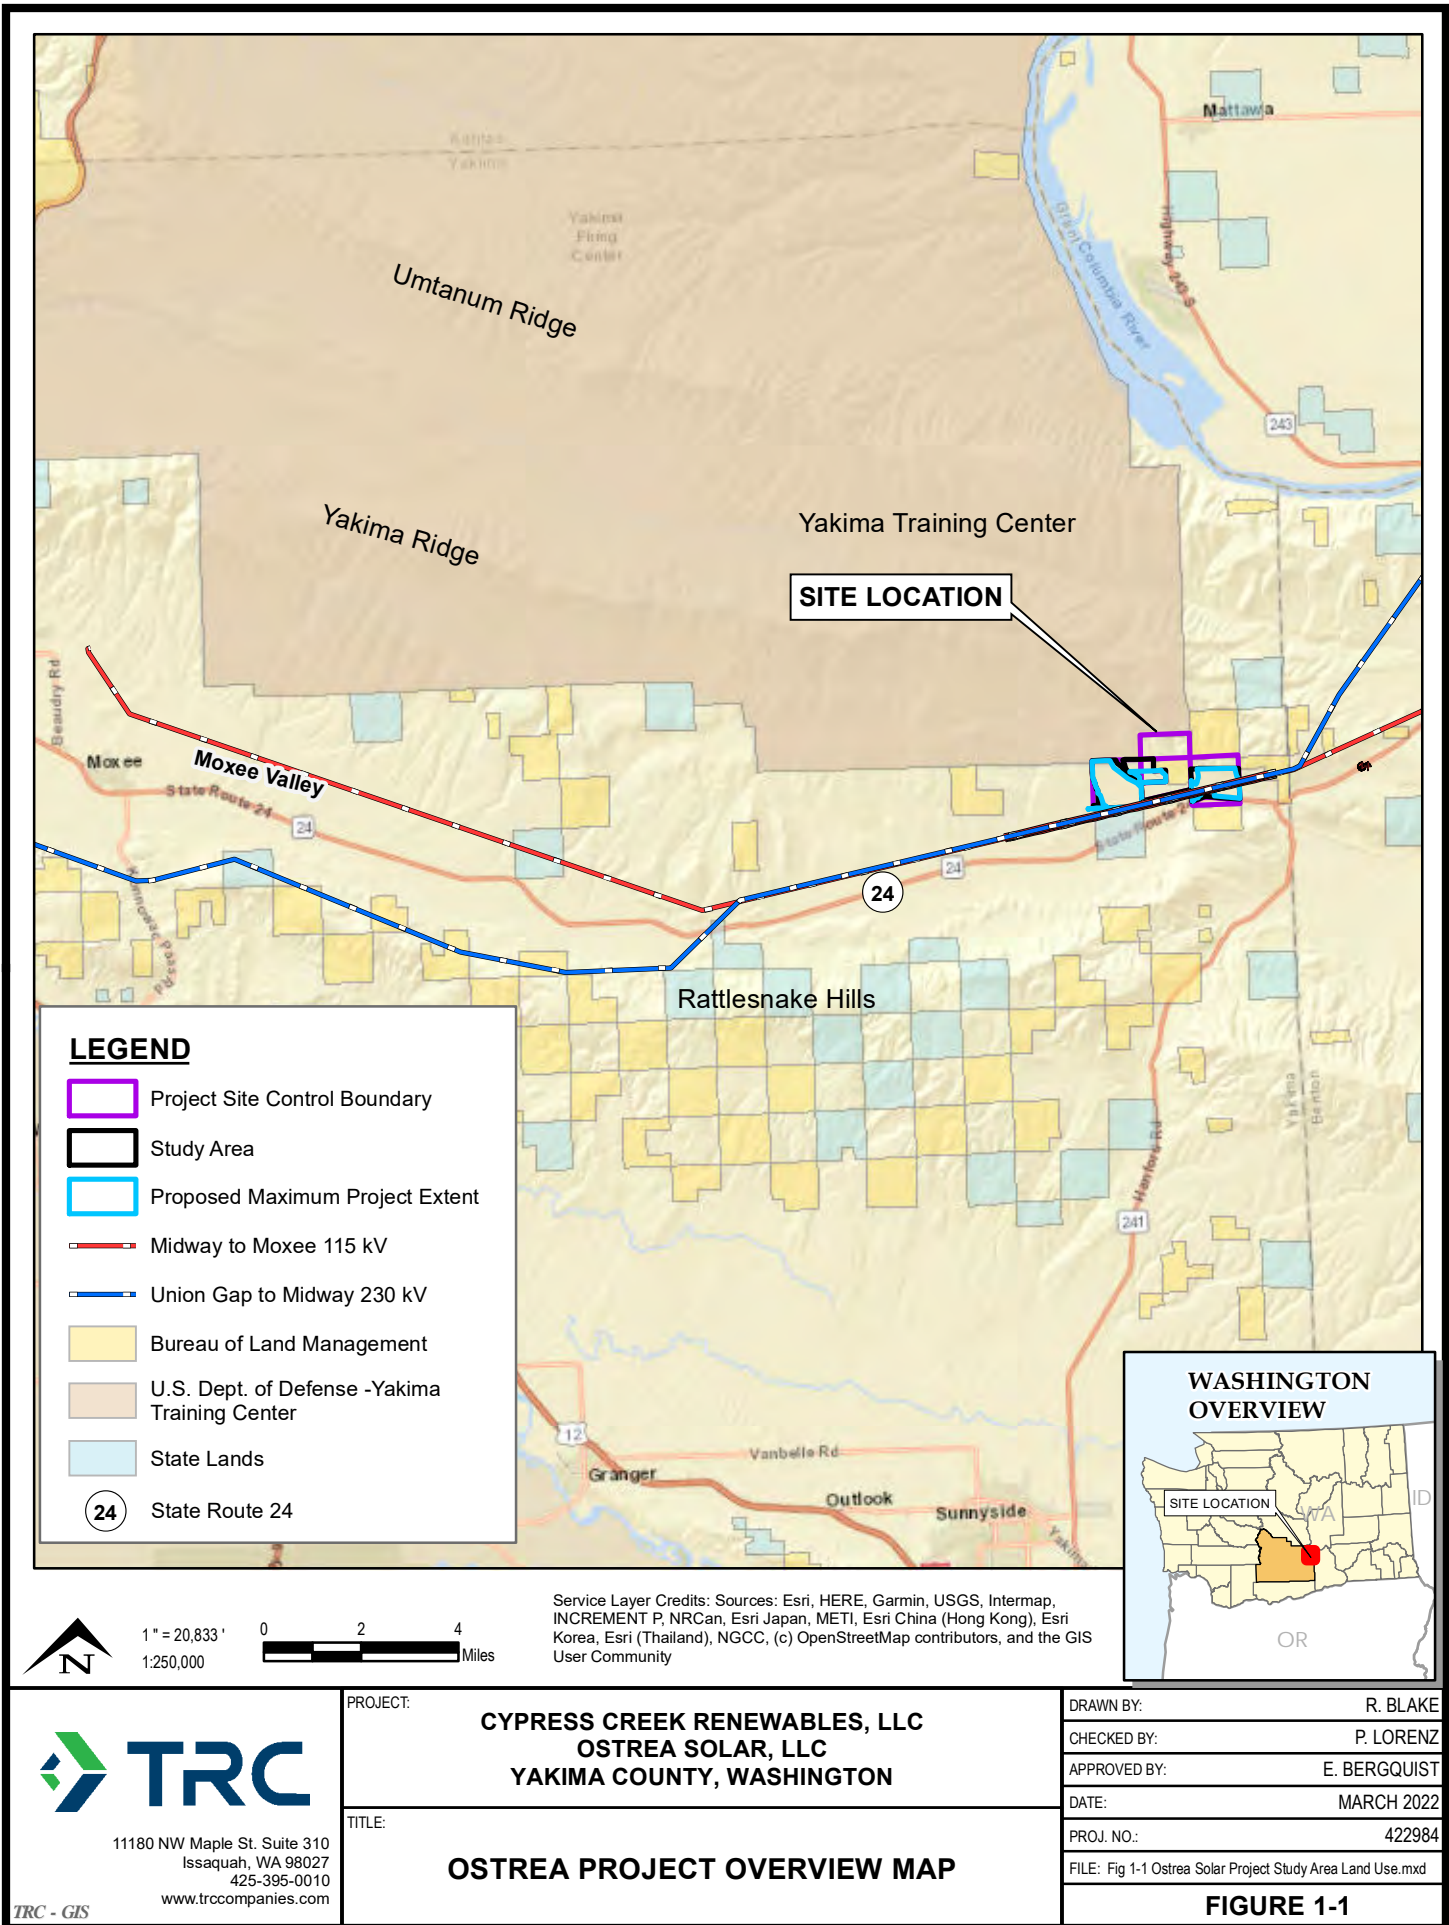 Mattawa
Kittitas
Yakima
Yakima
Firing
Center
Umtanum Ridge
Grant
Columbia River
Highway 243 S
243
Yakima Ridge
Yakima Training Center
SITE LOCATION
Beaudry Rd
Moxee
Moxee Valley
State Route 24
24
State Route 2
24
24
Konnowac Pass Rd
Rattlesnake Hills
Yakima
Benton
Hanford Rd
241
LEGEND
Project Site Control Boundary
Study Area
Proposed Maximum Project Extent
Midway to Moxee 115 kV
Union Gap to Midway 230 kV
Bureau of Land Management
U.S. Dept. of Defense -Yakima
Training Center
State Lands
24 State Route 24
12
Granger
Vanbelle Rd
Outlook
Sunnyside
Yakima
WASHINGTON
OVERVIEW
SITE LOCATION
WA
ID
OR
N
1 " = 20,833 '
1:250,000
0 2 4
Miles
Service Layer Credits: Sources: Esri, HERE, Garmin, USGS, Intermap,
INCREMENT P, NRCan, Esri Japan, METI, Esri China (Hong Kong), Esri
Korea, Esri (Thailand), NGCC, (c) OpenStreetMap contributors, and the GIS
User Community
TRC
11180 NW Maple St. Suite 310
Issaquah, WA 98027
425-395-0010
www.trccompanies.com
TRC - GIS
PROJECT:
CYPRESS CREEK RENEWABLES, LLC
OSTREA SOLAR, LLC
YAKIMA COUNTY, WASHINGTON
TITLE:
OSTREA PROJECT OVERVIEW MAP
DRAWN BY: R. BLAKE
CHECKED BY: P. LORENZ
APPROVED BY: E. BERGQUIST
DATE: MARCH 2022
PROJ. NO.: 422984
FILE: Fig 1-1 Ostrea Solar Project Study Area Land Use.mxd
FIGURE 1-1